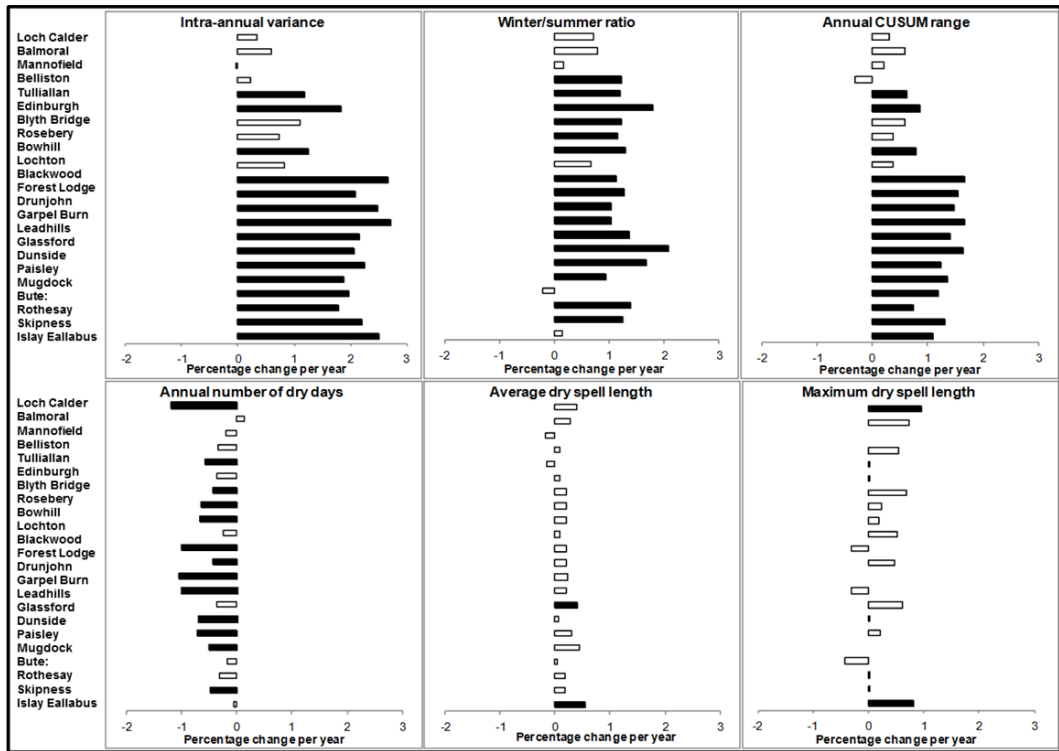 Intra-annual variance
Winter/summer ratio
Annual CUSUM range
Loch Calder
Balmoral
Mannofield
Belliston
Tulliallan
Edinburgh
Blyth Bridge
Rosebery
Bowhill
Lochton
Blackwood
Forest Lodge
Drunjohn
Garpel Burn
Leadhills
Glassford
Dunside
Paisley
Mugdock
Bute:
Rothesay
Skipness
Islay Eallabus
-2 -1 0 1 2 3
-2 -1 0 1 2 3
-2 -1 0 1 2 3
Percentage change per year
Percentage change per year
Percentage change per year
Annual number of dry days
Average dry spell length
Maximum dry spell length
Loch Calder
Balmoral
Mannofield
Belliston
Tulliallan
Edinburgh
Blyth Bridge
Rosebery
Bowhill
Lochton
Blackwood
Forest Lodge
Drunjohn
Garpel Burn
Leadhills
Glassford
Dunside
Paisley
Mugdock
Bute:
Rothesay
Skipness
Islay Eallabus
-2 -1 0 1 2 3
-2 -1 0 1 2 3
-2 -1 0 1 2 3
Percentage change per year
Percentage change per year
Percentage change per year